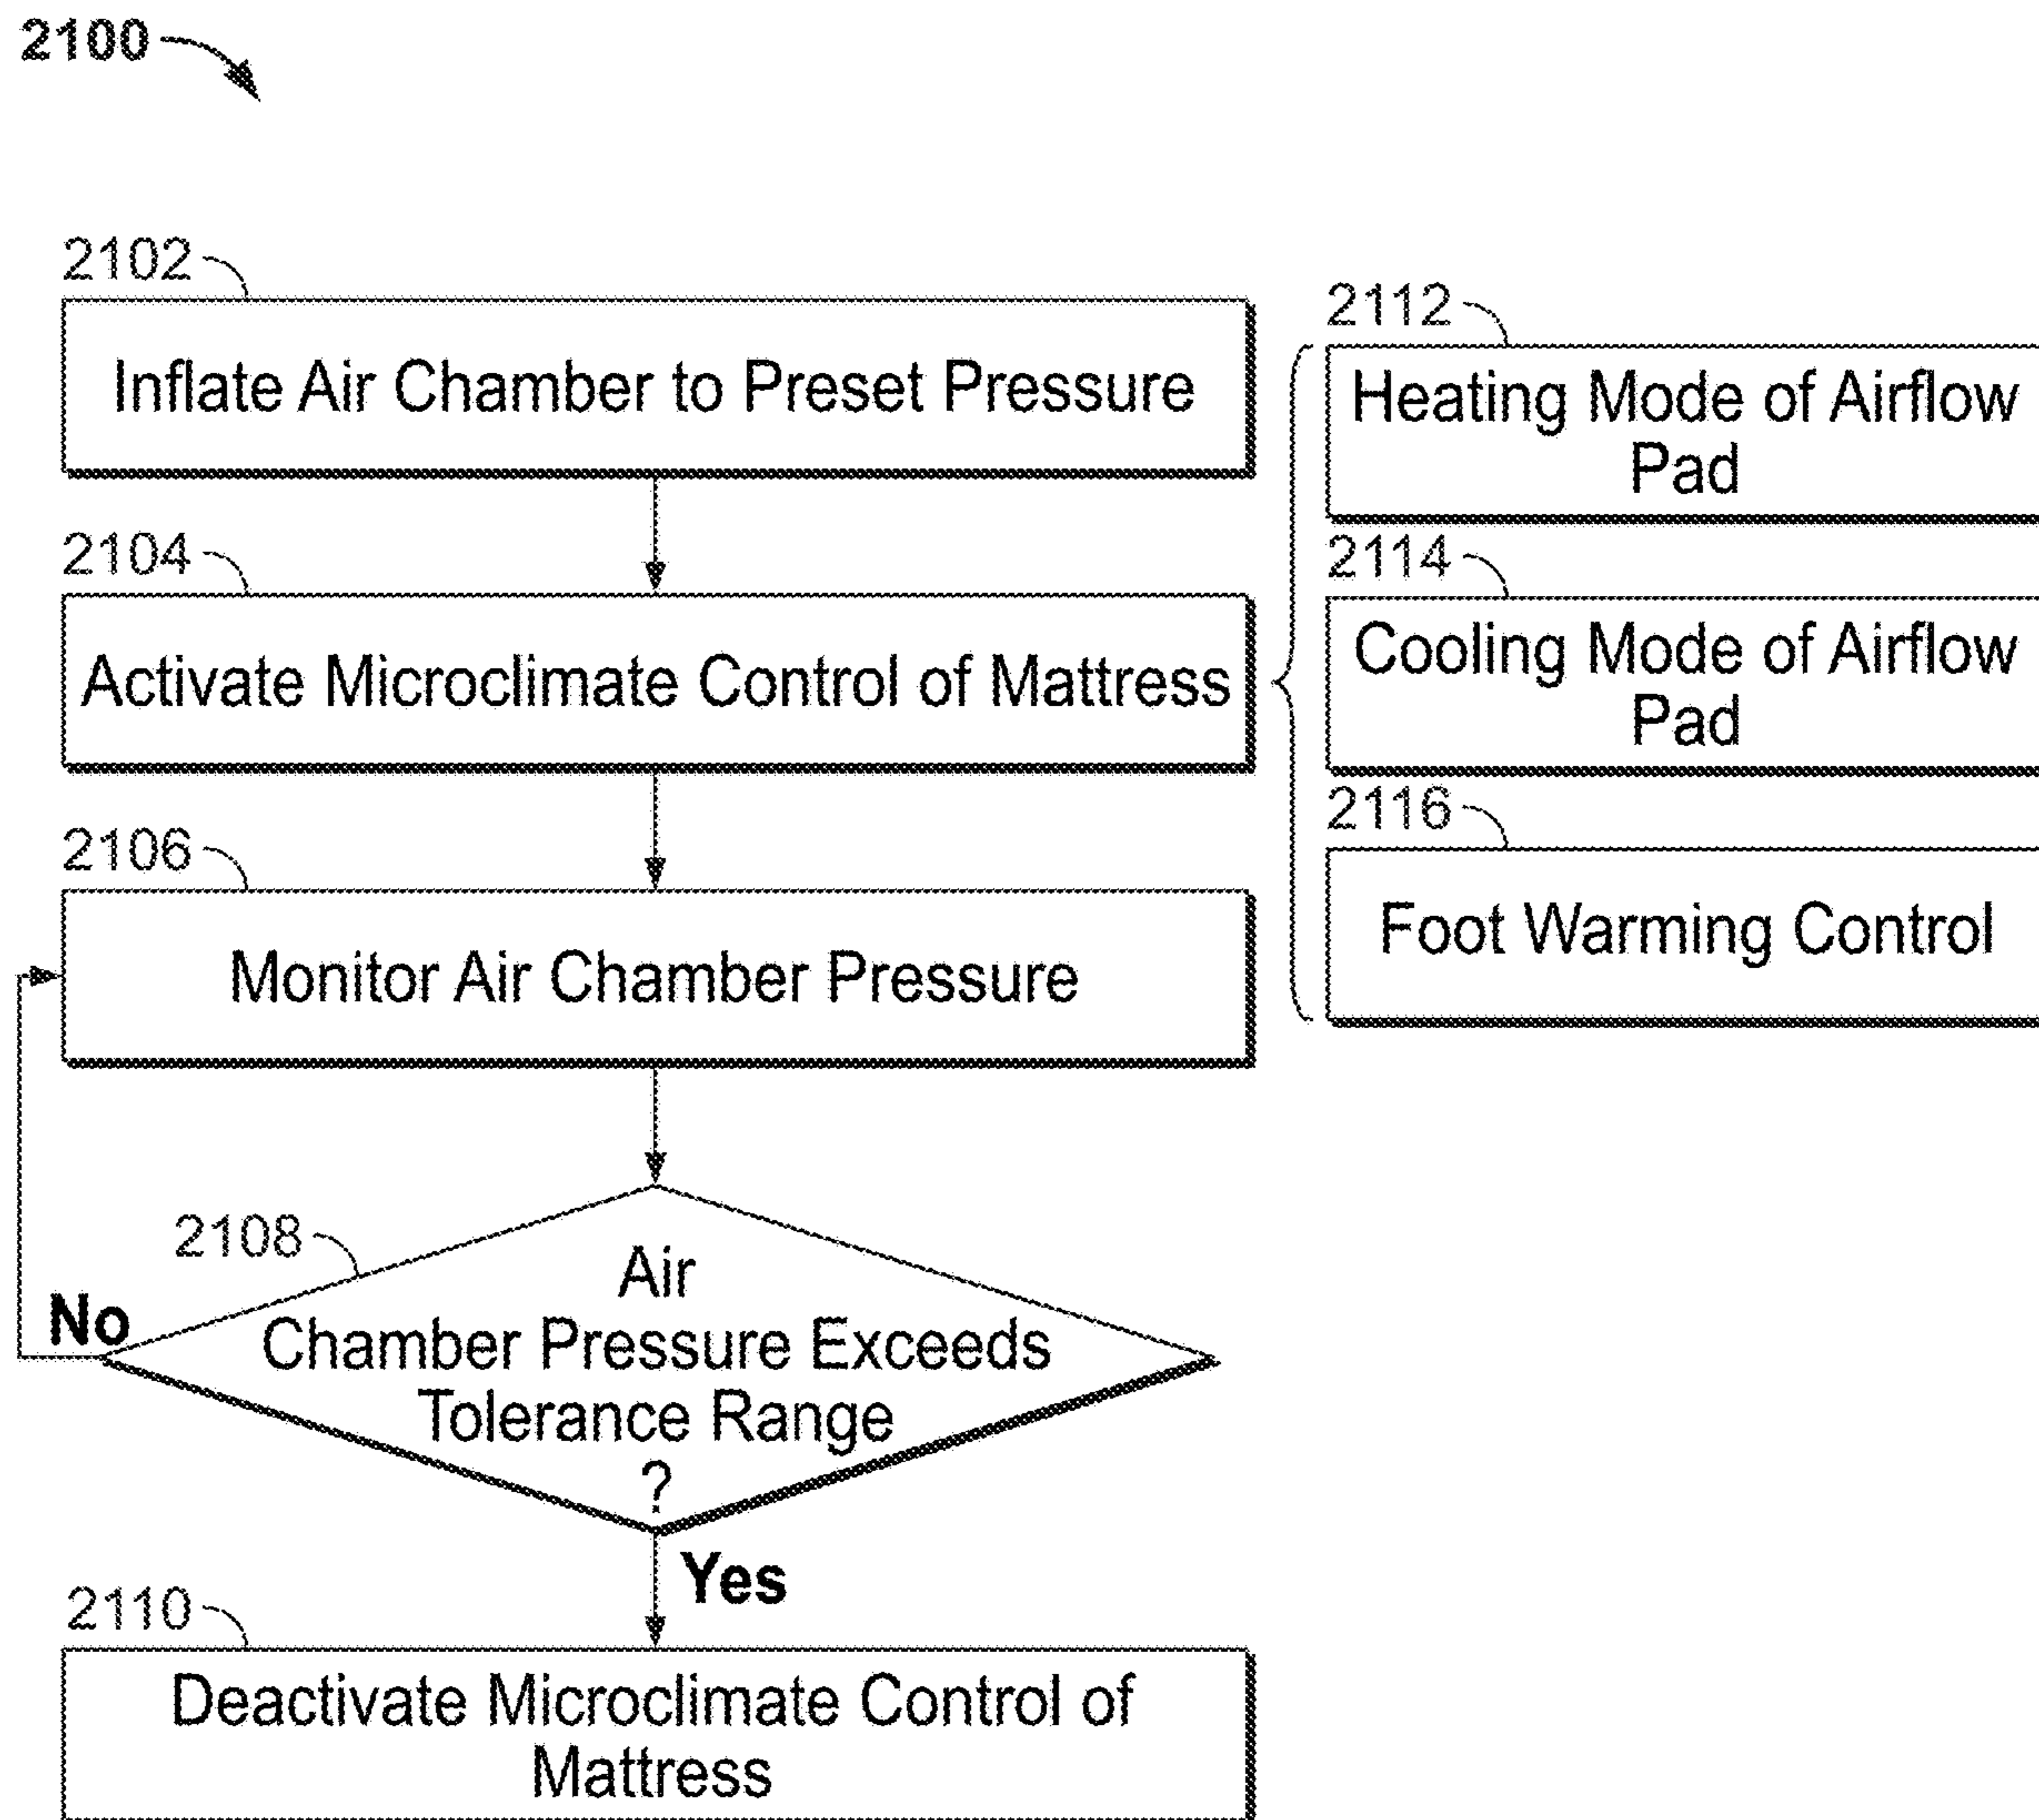 2100
2102
Inflate Air Chamber to Preset Pressure
2104
Activate Microclimate Control of Mattress
2112
Heating Mode of Airflow
Pad
2114
Cooling Mode of Airflow
Pad
2116
Foot Warming Control
2106
Monitor Air Chamber Pressure
2108
Air
Chamber Pressure Exceeds
Tolerance Range
?
No
Yes
2110
Deactivate Microclimate Control of
Mattress